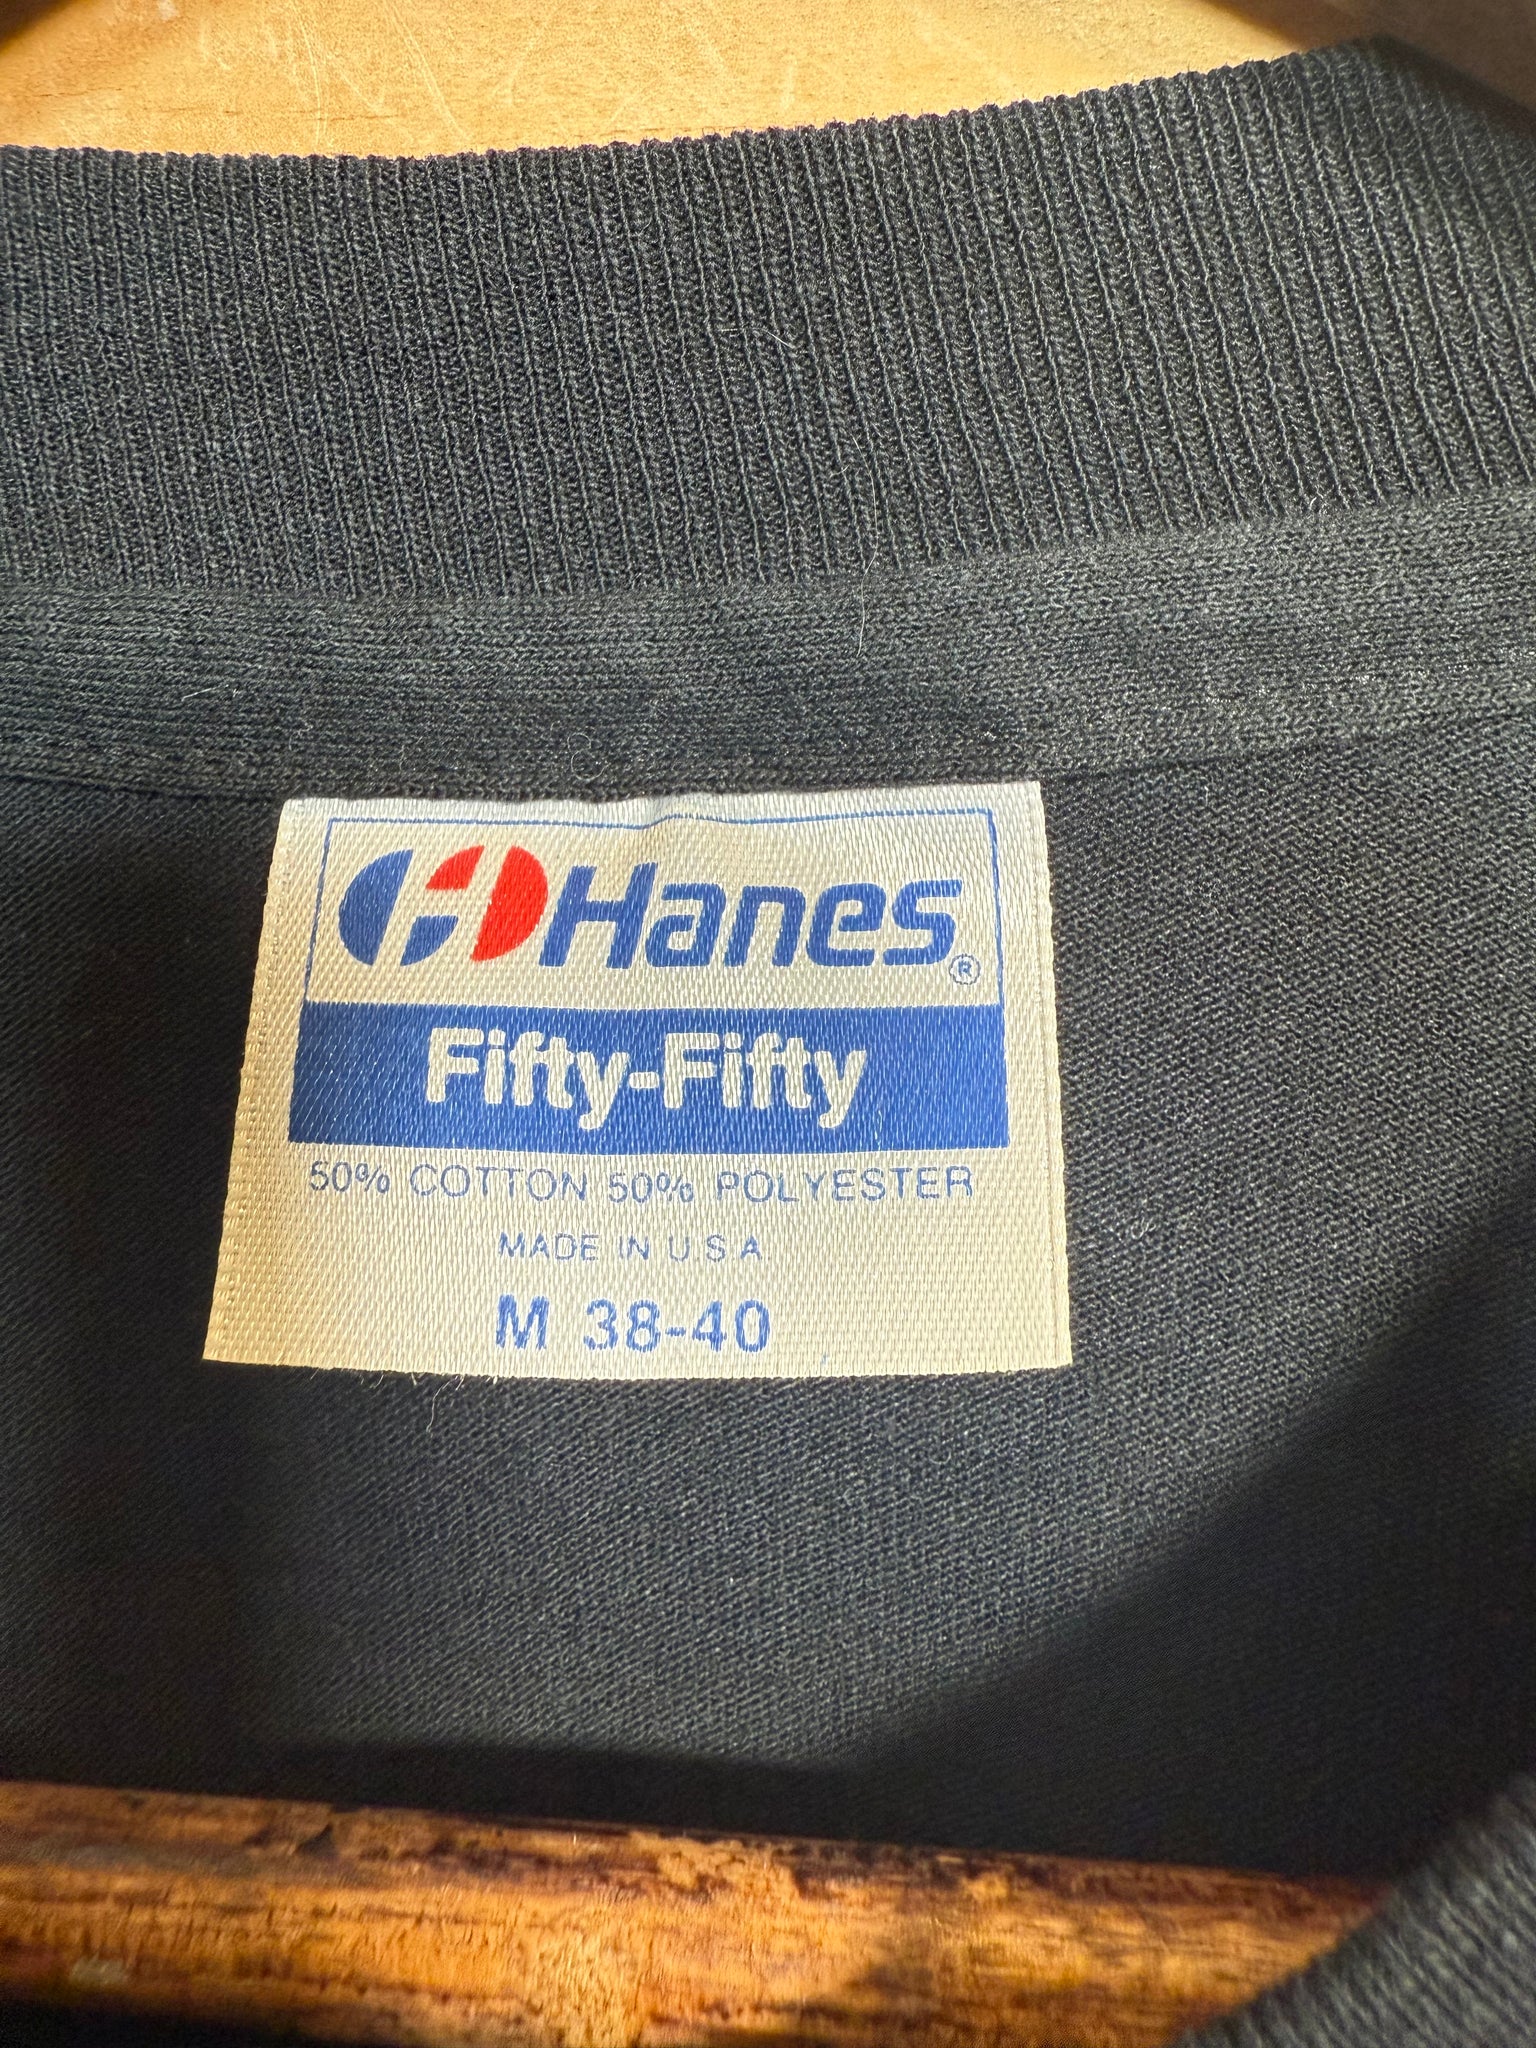 Hanes®
Fifty-Fifty
50% COTTON 50% POLYESTER
MADE IN U.S.A
M 38-40